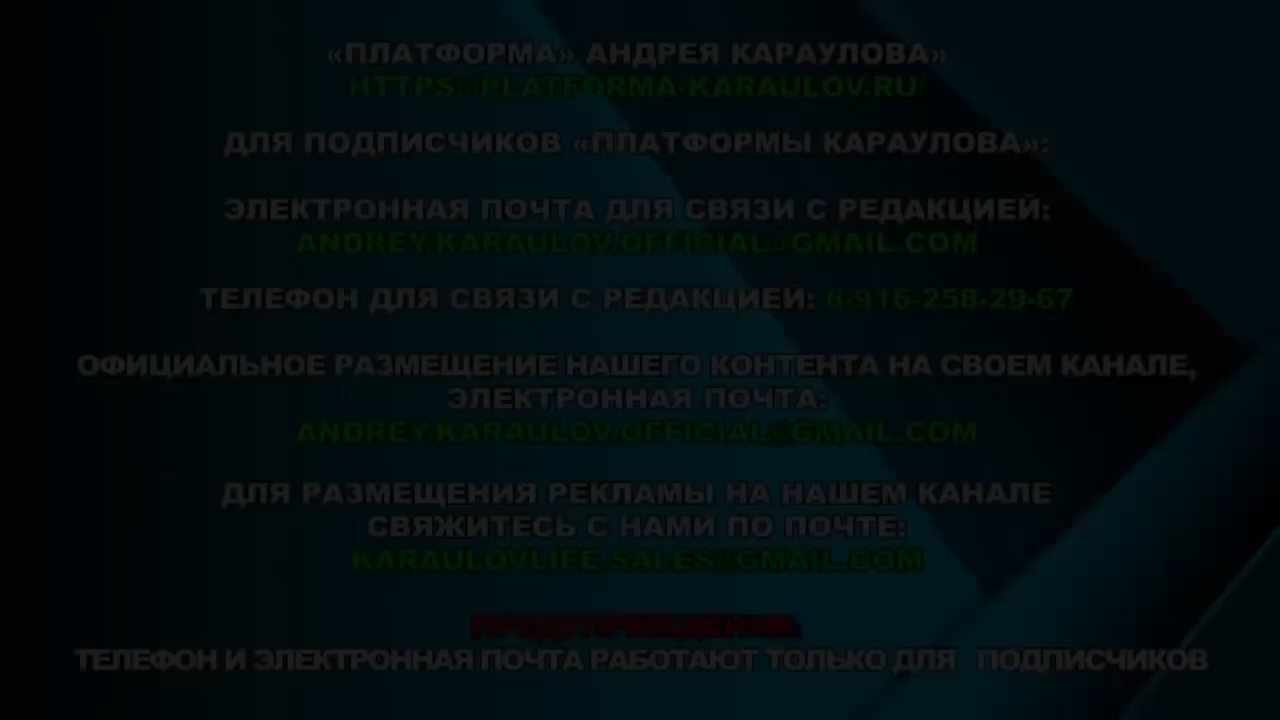 «ПЛАТФОРМА» АНДРЕЯ КАРАУЛОВА»
HTTPS://PLATFORMA-KARAULOV.RU/
ДЛЯ ПОДПИСЧИКОВ «ПЛАТФОРМЫ КАРАУЛОВА»:
ЭЛЕКТРОННАЯ ПОЧТА ДЛЯ СВЯЗИ С РЕДАКЦИЕЙ:
ANDREY.KARAULOV.OFFICIAL@GMAIL.COM
ТЕЛЕФОН ДЛЯ СВЯЗИ С РЕДАКЦИЕЙ: 8-916-258-29-67
ОФИЦИАЛЬНОЕ РАЗМЕЩЕНИЕ НАШЕГО КОНТЕНТА НА СВОЕМ КАНАЛЕ,
ЭЛЕКТРОННАЯ ПОЧТА:
ANDREY.KARAULOV.OFFICIAL@GMAIL.COM
ДЛЯ РАЗМЕЩЕНИЯ РЕКЛАМЫ НА НАШЕМ КАНАЛЕ
СВЯЖИТЕСЬ С НАМИ ПО ПОЧТЕ:
KARAULOVLIFE.SALES@GMAIL.COM
ТЕЛЕФОН И ЭЛЕКТРОННАЯ ПОЧТА РАБОТАЮТ ТОЛЬКО ДЛЯ ПОДПИСЧИКОВ